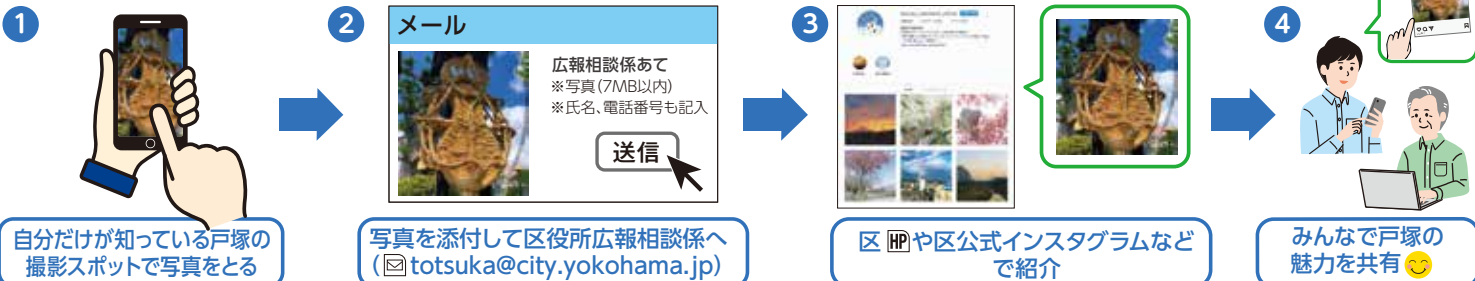 1
自分だけが知っている戸塚の
撮影スポットで写真をとる
2
メール
広報相談係あて
※写真(7MB以内)
※氏名、電話番号も記入
送信
写真を添付して区役所広報相談係へ
(totsuka@city.yokohama.jp)
3
区HPや区公式インスタグラムなど
で紹介
4
みんなで戸塚の
魅力を共有